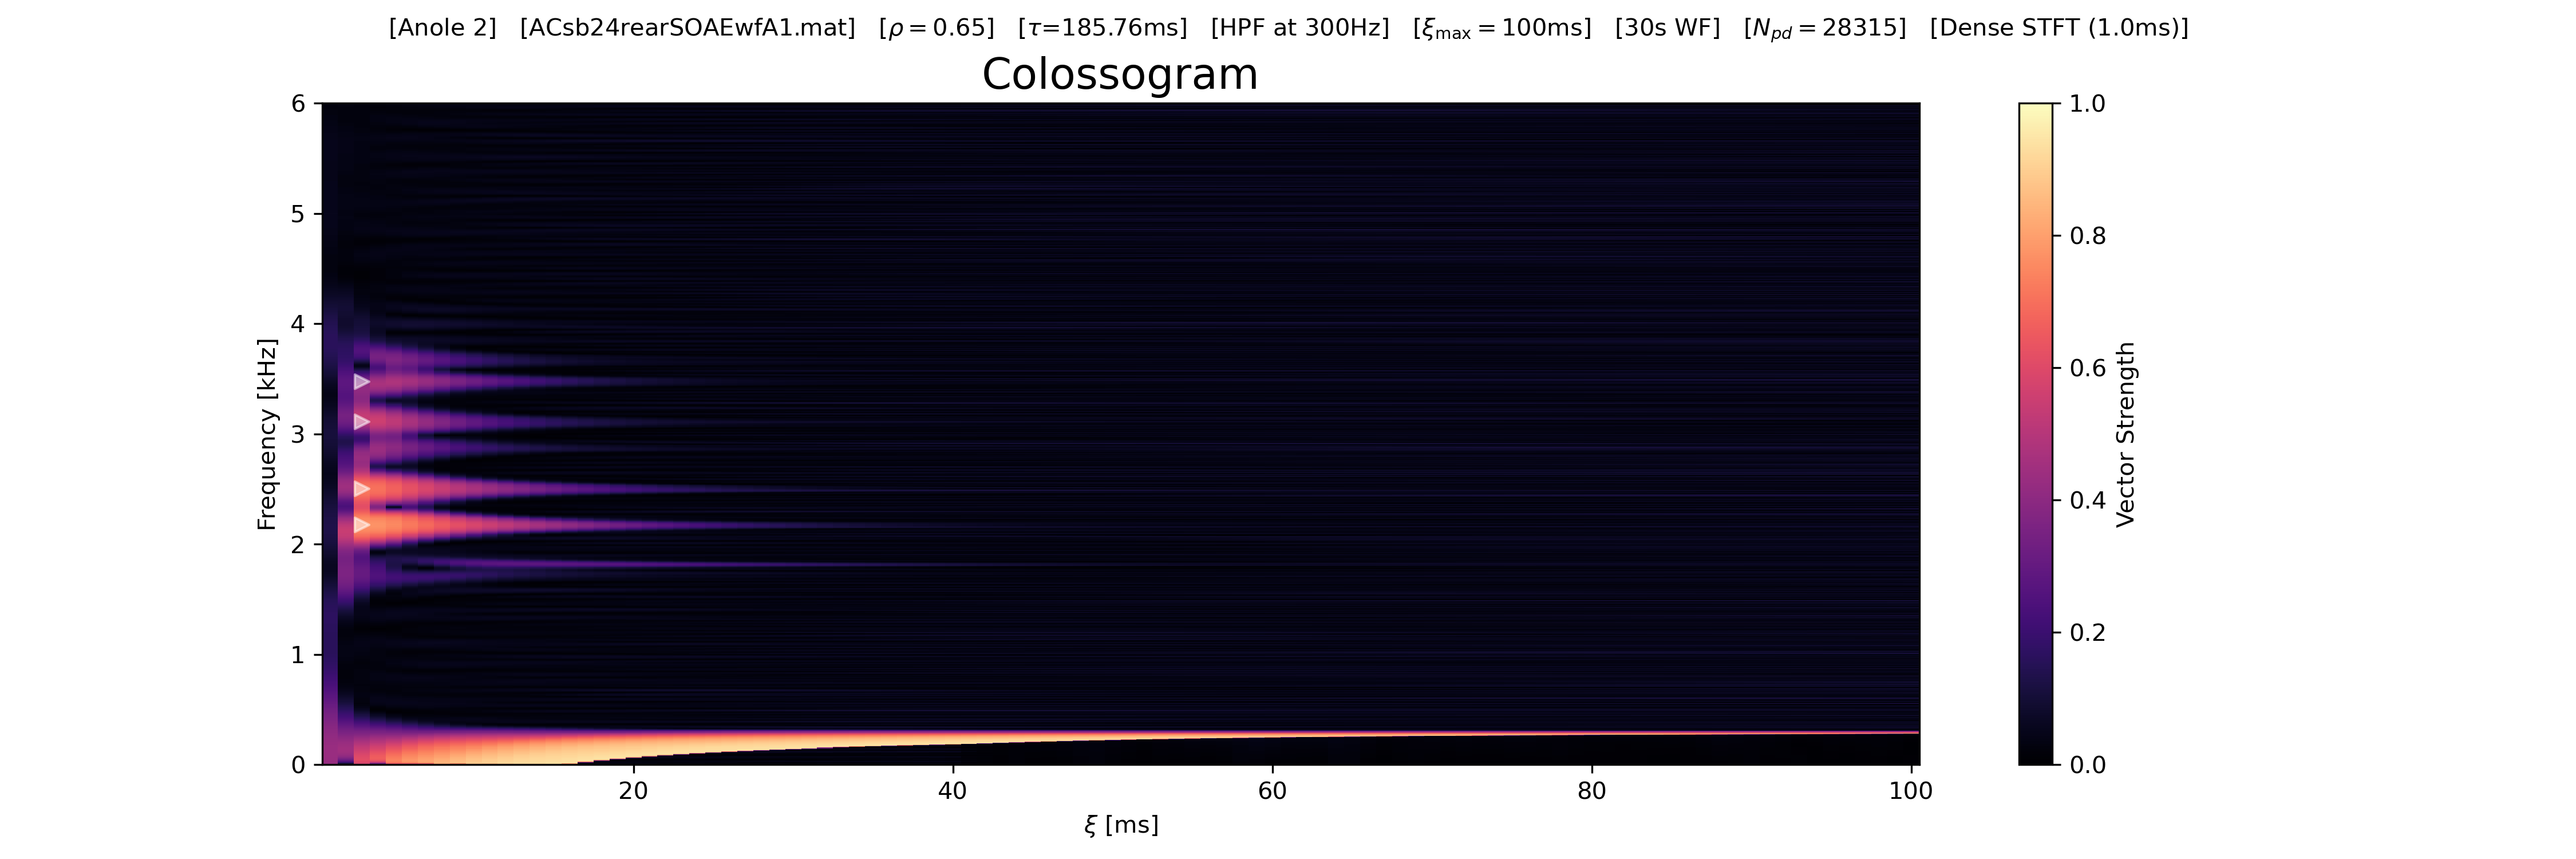 [Anole 2] [ACsb24rearSOAEwfA1.mat] [ρ = 0.65] [τ=185.76ms] [HPF at 300Hz] [ξmax = 100ms] [30s WF] [Npd = 28315] [Dense STFT (1.0ms)]
Colossogram
6
5
4
3
2
1
0
Frequency [kHz]
20 40 60 80 100
ξ [ms]
1.0
0.8
0.6
0.4
0.2
0.0
Vector Strength